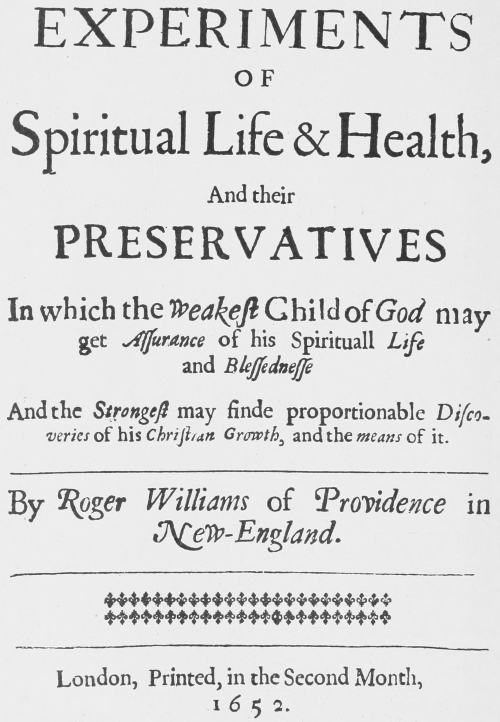 EXPERIMENTS
OF
Spiritual Life & Health,
And their
PRESERVATIVES
In which the weakeſt Child of God may
get Aſſurance of his Spirituall Life
and Bleſſedneſſe
And the Strongeſt may finde proportionable Diſco-
veries of his Chriſtian Growth, and the means of it.
By Roger Williams of Providence in
New-England.
London, Printed, in the Second Month,
1652.